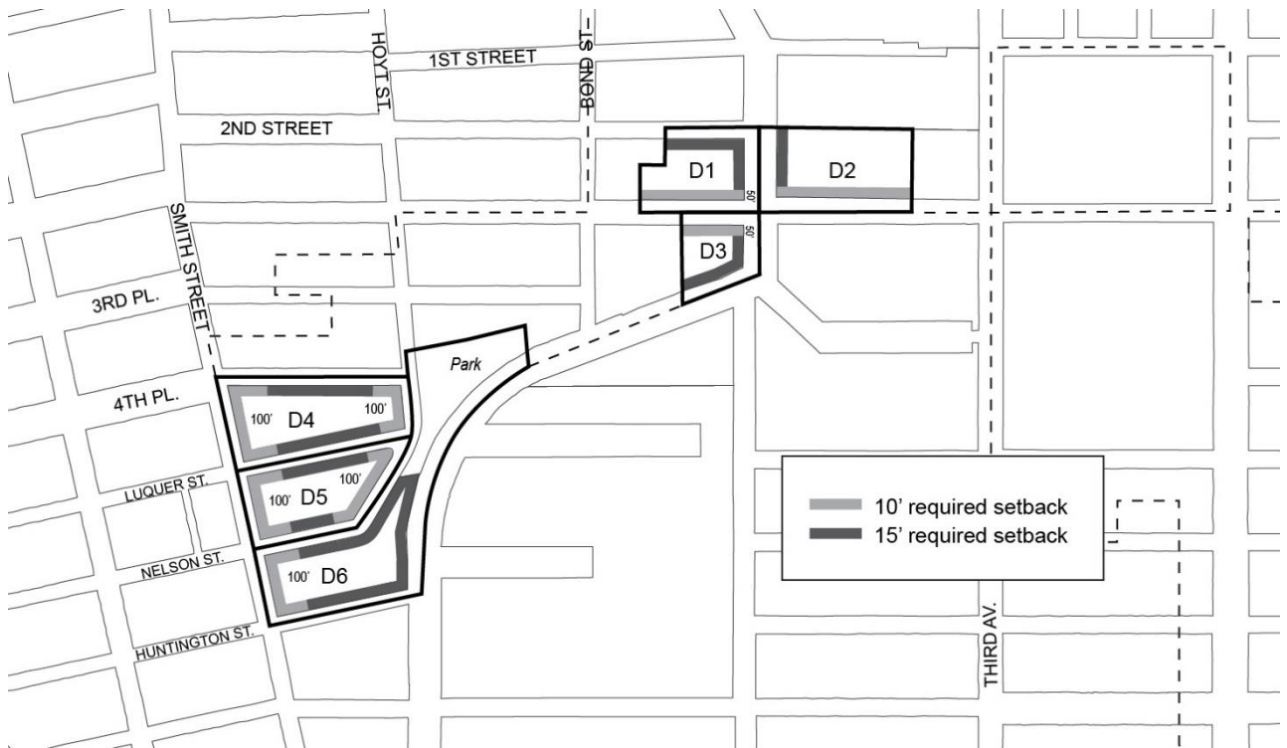 HOYT ST.
BOND ST.
1ST STREET
2ND STREET
D1
50'
D2
SMITH STREET
D3
50'
3RD PL.
Park
4TH PL.
100'
D4
100'
LUQUER ST.
100'
D5
100'
10' required setback
15' required setback
NELSON ST.
100'
D6
HUNTINGTON ST.
THIRD AV.